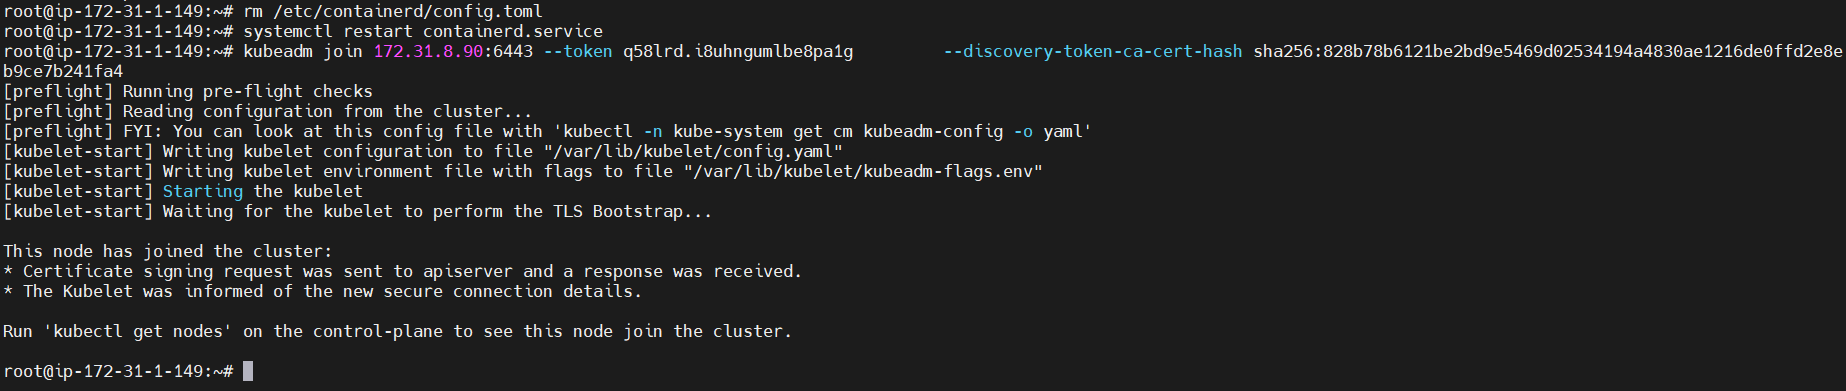 root@ip-172-31-1-149:~# rm /etc/containerd/config.toml
root@ip-172-31-1-149:~# systemctl restart containerd.service
root@ip-172-31-1-149:~# kubeadm join 172.31.8.90:6443 --token q58lrd.i8uhngumlbe8pa1g         --discovery-token-ca-cert-hash sha256:828b78b6121be2bd9e5469d02534194a4830ae1216de0ffd2e8e
b9ce7b241fa4
[preflight] Running pre-flight checks
[preflight] Reading configuration from the cluster...
[preflight] FYI: You can look at this config file with 'kubectl -n kube-system get cm kubeadm-config -o yaml'
[kubelet-start] Writing kubelet configuration to file "/var/lib/kubelet/config.yaml"
[kubelet-start] Writing kubelet environment file with flags to file "/var/lib/kubelet/kubeadm-flags.env"
[kubelet-start] Starting the kubelet
[kubelet-start] Waiting for the kubelet to perform the TLS Bootstrap...
This node has joined the cluster:
* Certificate signing request was sent to apiserver and a response was received.
* The Kubelet was informed of the new secure connection details.
Run 'kubectl get nodes' on the control-plane to see this node join the cluster.
root@ip-172-31-1-149:~#